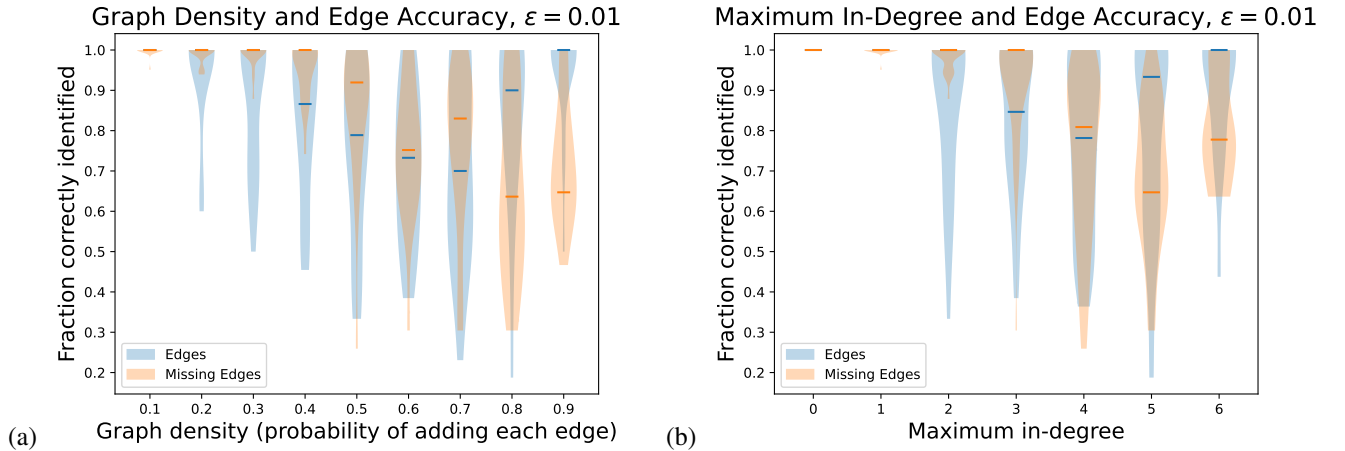 Graph Density and Edge Accuracy, ε = 0.01
Fraction correctly identified
1.0
0.9
0.8
0.7
0.6
0.5
0.4
0.3
0.2
Edges
Missing Edges
0.1 0.2 0.3 0.4 0.5 0.6 0.7 0.8 0.9
Graph density (probability of adding each edge)
(a)
Maximum In-Degree and Edge Accuracy, ε = 0.01
Fraction correctly identified
1.0
0.9
0.8
0.7
0.6
0.5
0.4
0.3
0.2
Edges
Missing Edges
0 1 2 3 4 5 6
Maximum in-degree
(b)